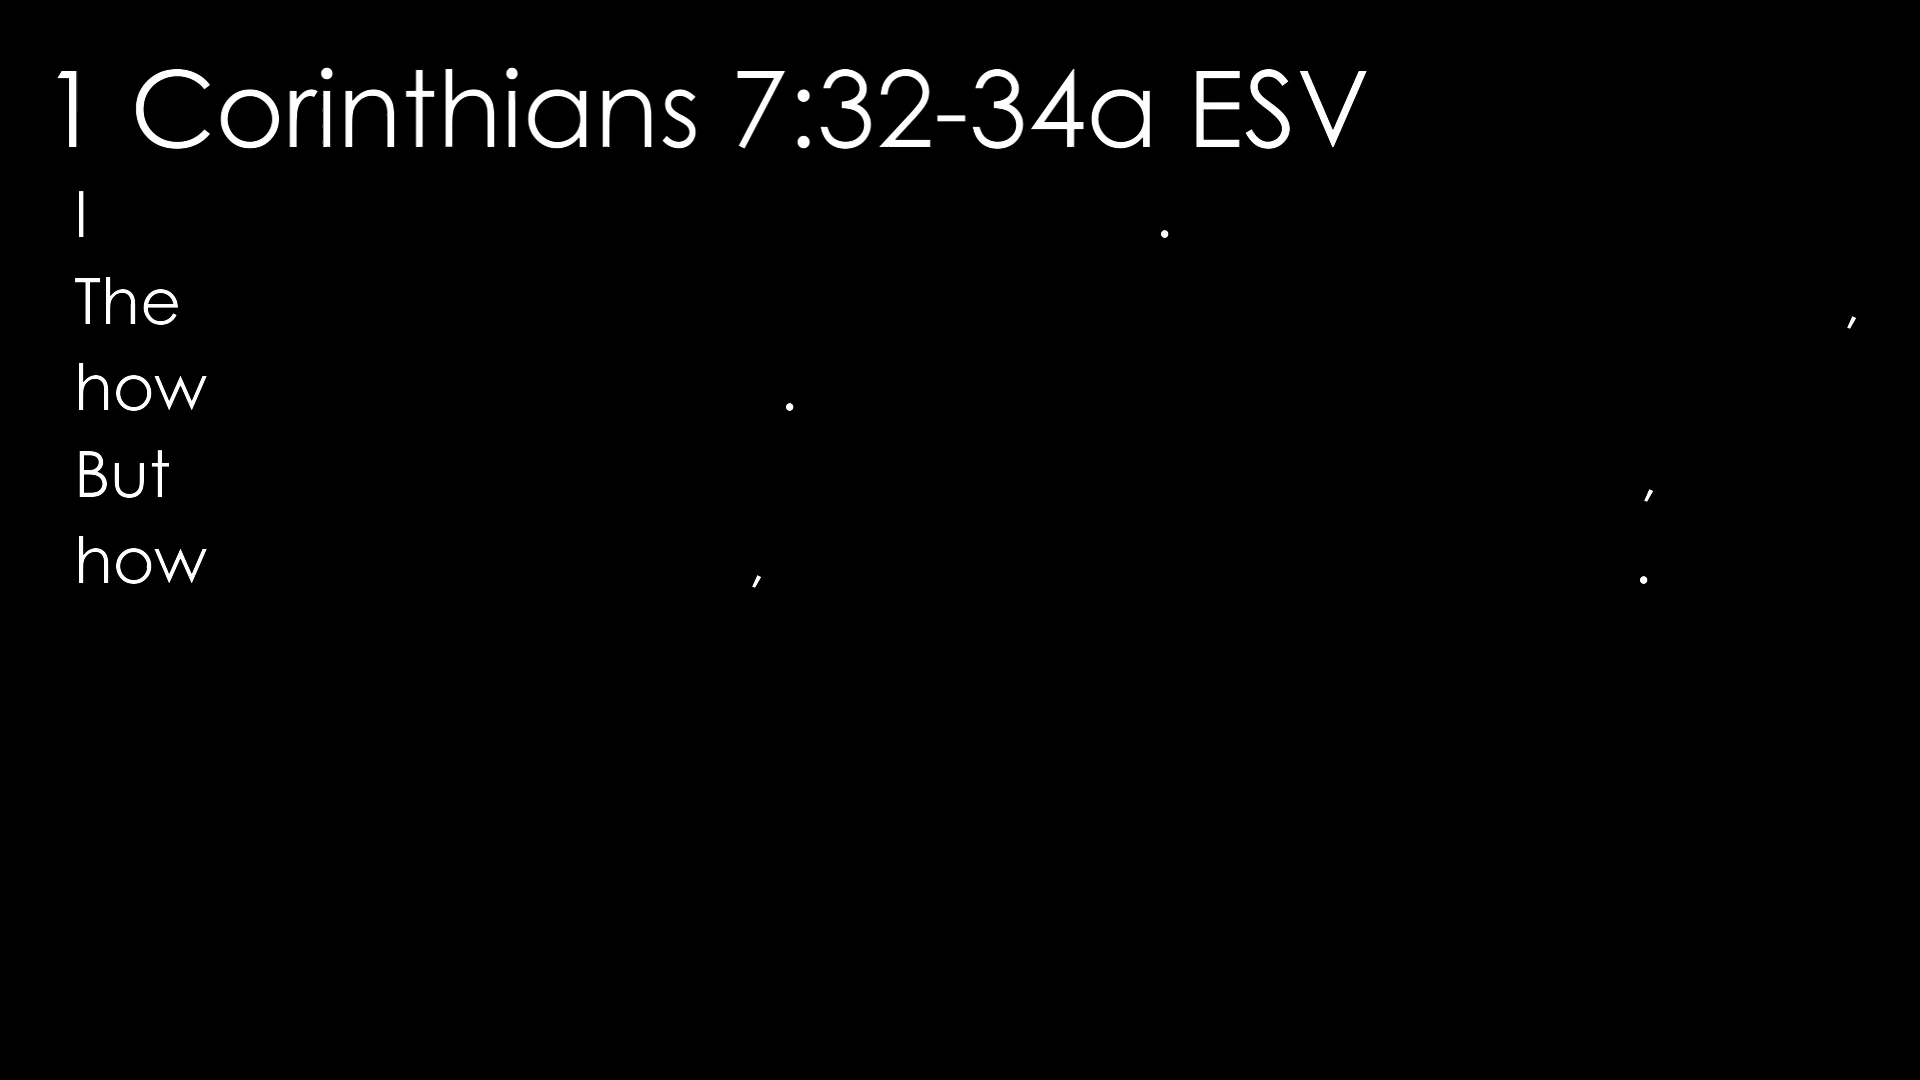 1 Corinthians 7:32-34a ESV
I .
The ,
how .
But ,
how , .